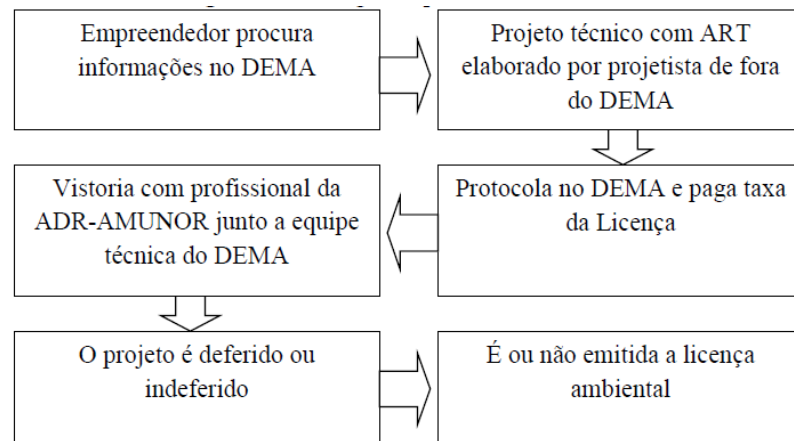 Empreendedor procura
informações no DEMA
Projeto técnico com ART
elaborado por projetista de fora
do DEMA
Protocola no DEMA e paga taxa
da Licença
Vistoria com profissional da
ADR-AMUNOR junto a equipe
técnica do DEMA
O projeto é deferido ou
indeferido
É ou não emitida a licença
ambiental